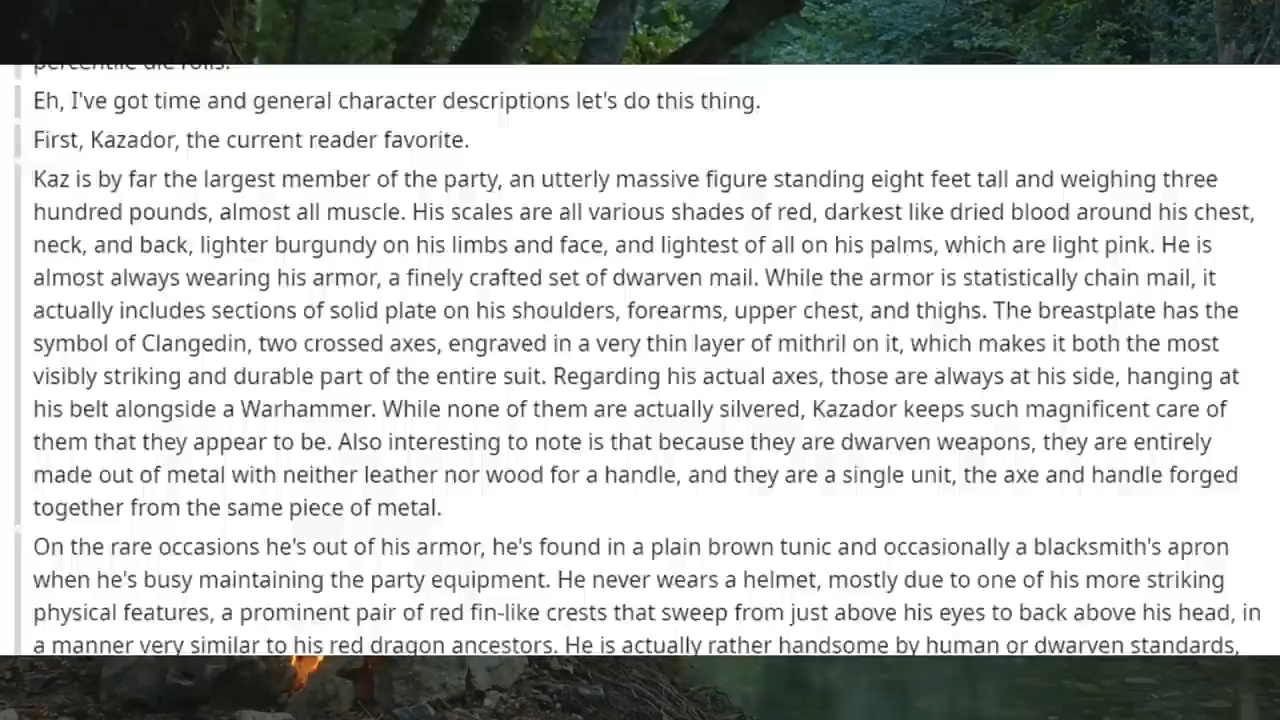 percentile die rolls.
Eh, I've got time and general character descriptions let's do this thing.
First, Kazador, the current reader favorite.
Kaz is by far the largest member of the party, an utterly massive figure standing eight feet tall and weighing three
hundred pounds, almost all muscle. His scales are all various shades of red, darkest like dried blood around his chest,
neck, and back, lighter burgundy on his limbs and face, and lightest of all on his palms, which are light pink. He is
almost always wearing his armor, a finely crafted set of dwarven mail. While the armor is statistically chain mail, it
actually includes sections of solid plate on his shoulders, forearms, upper chest, and thighs. The breastplate has the
symbol of Clangedin, two crossed axes, engraved in a very thin layer of mithril on it, which makes it both the most
visibly striking and durable part of the entire suit. Regarding his actual axes, those are always at his side, hanging at
his belt alongside a Warhammer. While none of them are actually silvered, Kazador keeps such magnificent care of
them that they appear to be. Also interesting to note is that because they are dwarven weapons, they are entirely
made out of metal with neither leather nor wood for a handle, and they are a single unit, the axe and handle forged
together from the same piece of metal.
On the rare occasions he's out of his armor, he's found in a plain brown tunic and occasionally a blacksmith's apron
when he's busy maintaining the party equipment. He never wears a helmet, mostly due to one of his more striking
physical features, a prominent pair of red fin-like crests that sweep from just above his eyes to back above his head, in
a manner very similar to his red dragon ancestors. He is actually rather handsome by human or dwarven standards,